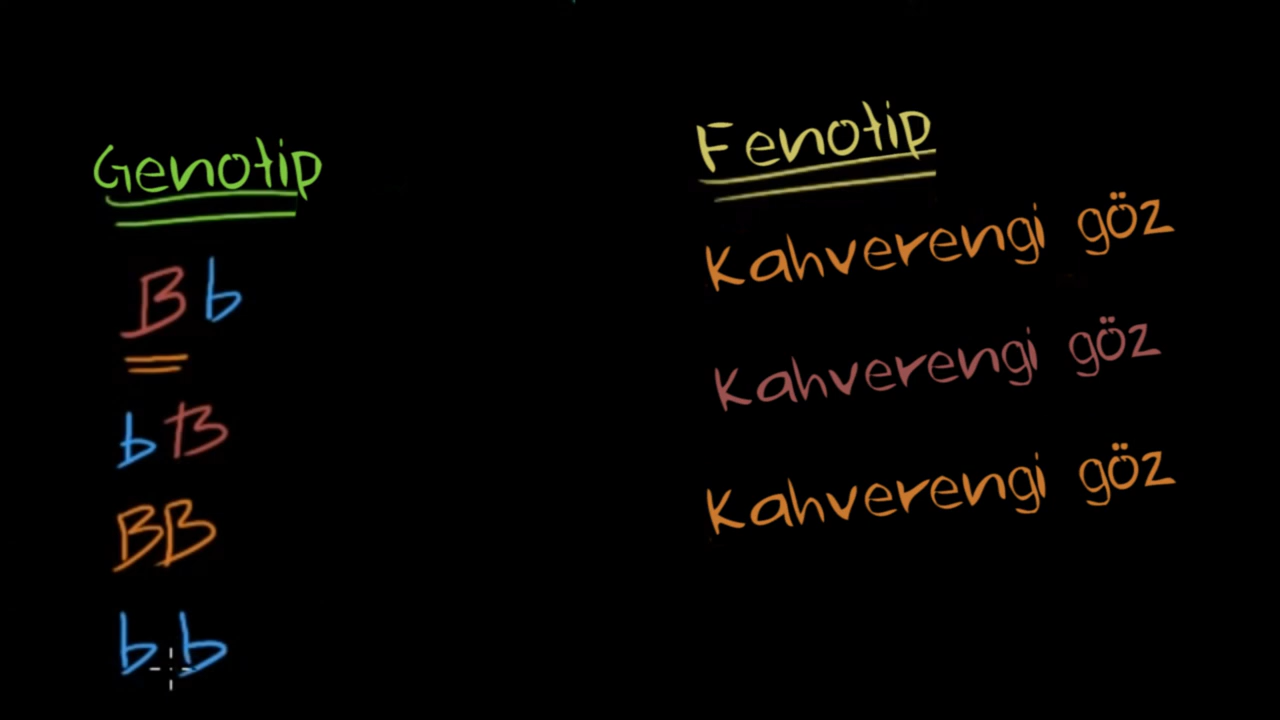 Genotip
Fenotip
Bb
Kahverengi göz
bB
Kahverengi göz
BB
Kahverengi göz
bb